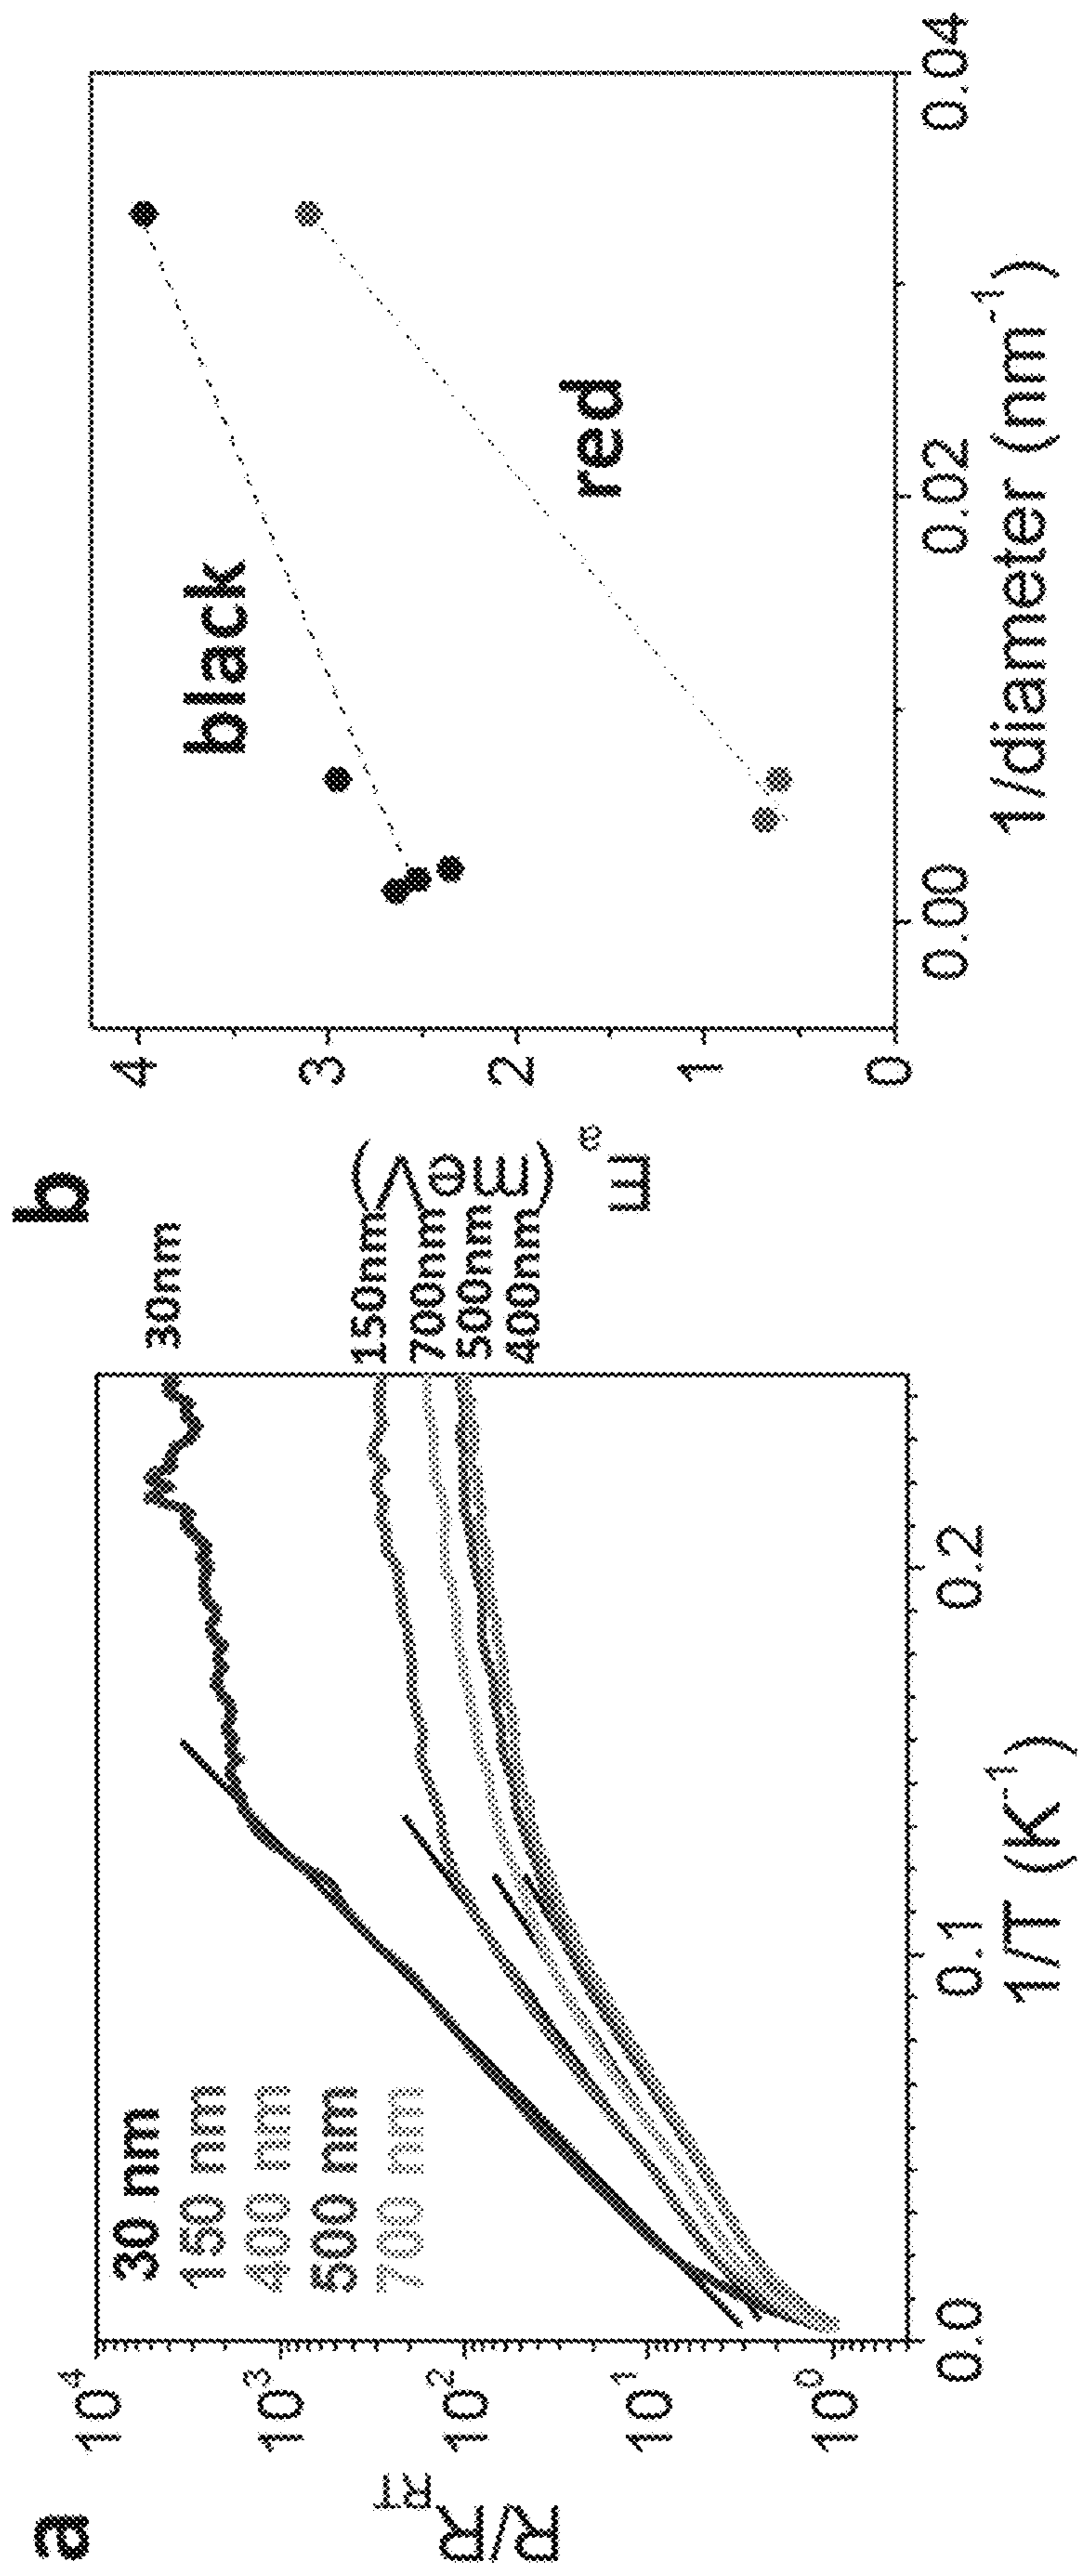 a
R/R_RT
10^4
10^3
10^2
10^1
10^0
30 nm
150 nm
400 nm
500 nm
700 nm
30nm
150nm
700nm
500nm
400nm
0.0
0.1
0.2
1/T (K^-1)
b
E_a (meV)
4
3
2
1
0
black
red
0.00
0.02
0.04
1/diameter (nm^-1)